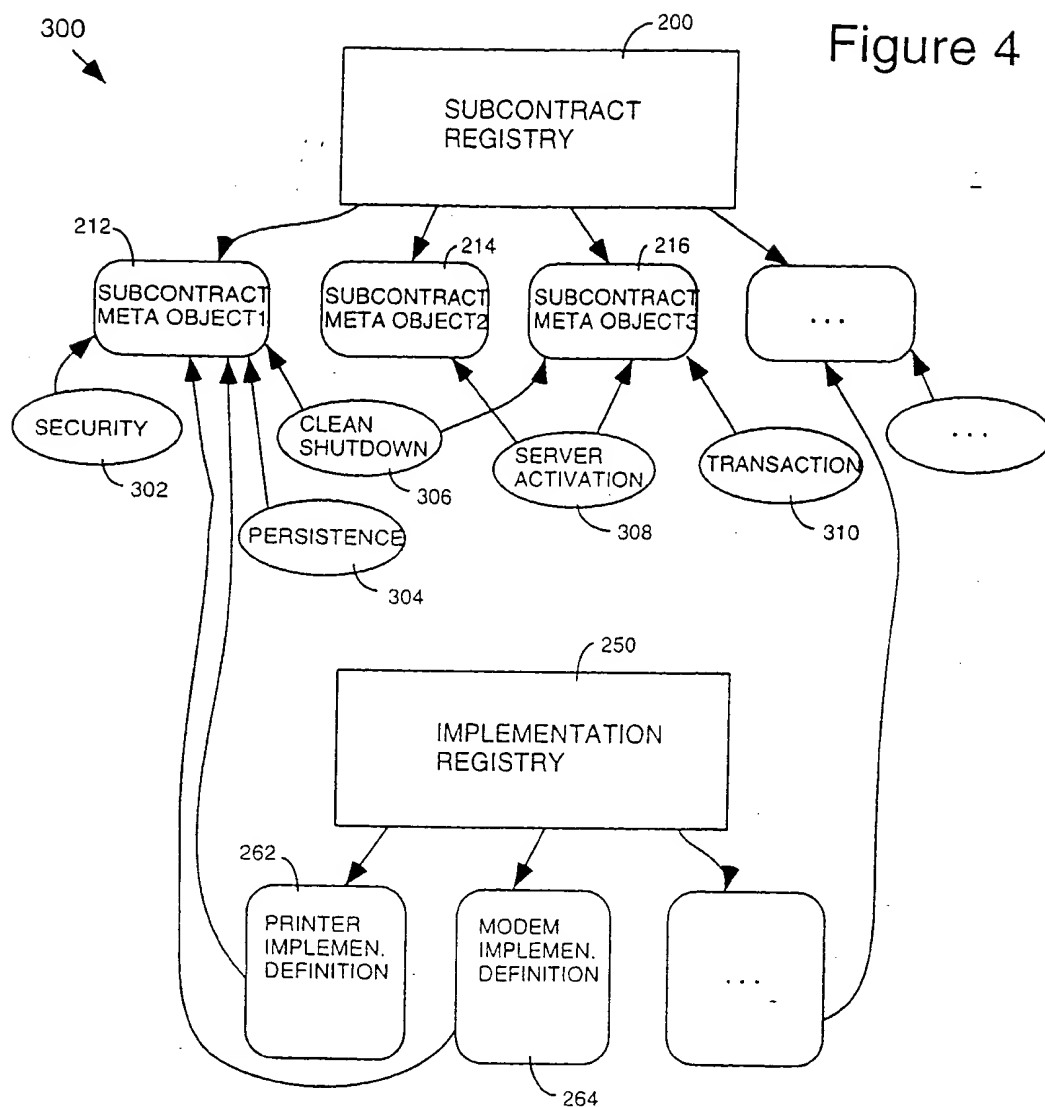 300
200
Figure 4
SUBCONTRACT
REGISTRY
212
214
216
SUBCONTRACT
META OBJECT1
SUBCONTRACT
META OBJECT2
SUBCONTRACT
META OBJECT3
...
SECURITY
302
CLEAN
SHUTDOWN
306
SERVER
ACTIVATION
308
TRANSACTION
310
...
PERSISTENCE
304
250
IMPLEMENTATION
REGISTRY
262
PRINTER
IMPLEMEN.
DEFINITION
MODEM
IMPLEMEN.
DEFINITION
...
264